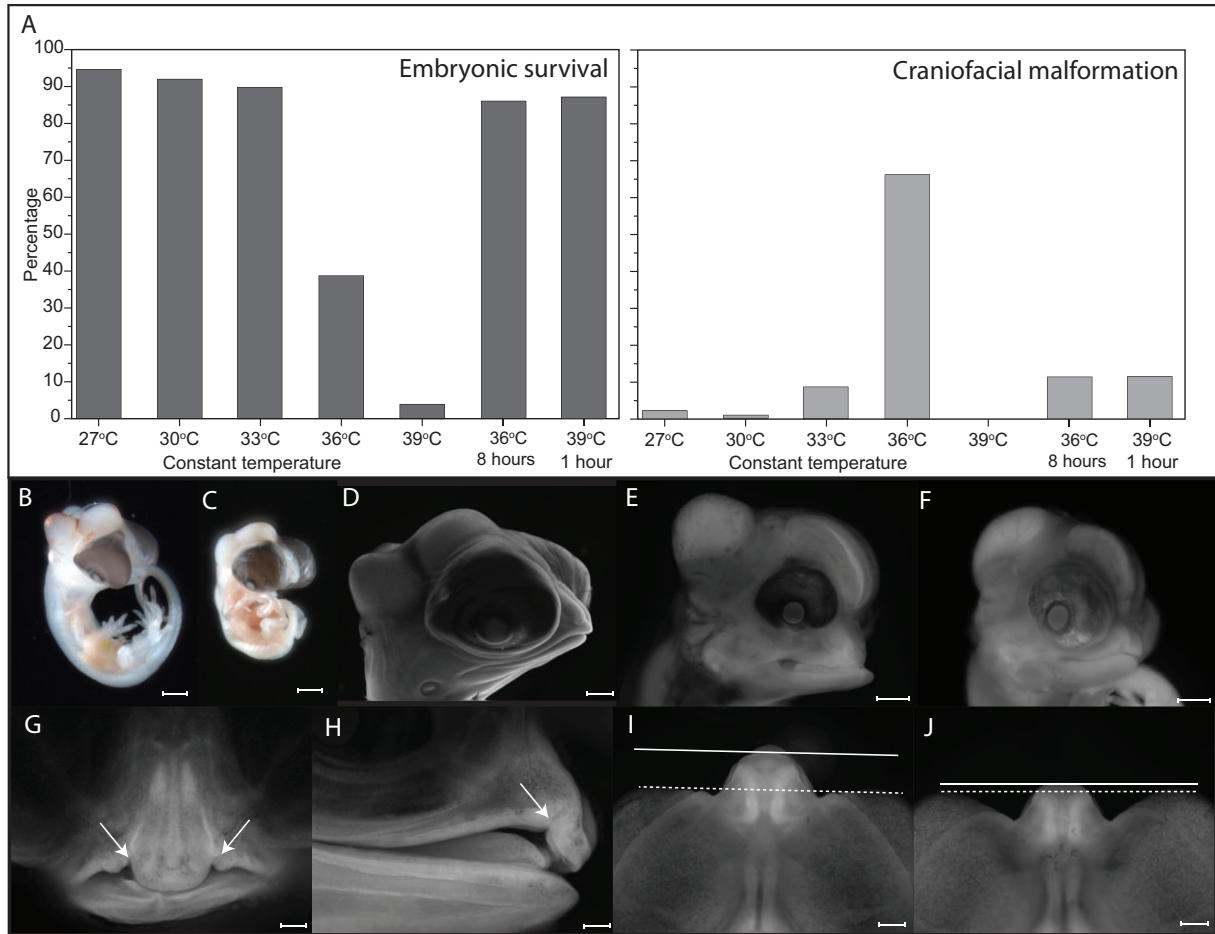 A
Embryonic survival
Craniofacial malformation
Percentage
100
90
80
70
60
50
40
30
20
10
0
27°C 30°C 33°C 36°C 39°C 36°C 39°C
Constant temperature 8 hours 1 hour
27°C 30°C 33°C 36°C 39°C 36°C 39°C
Constant temperature 8 hours 1 hour
B C D E F
G H I J